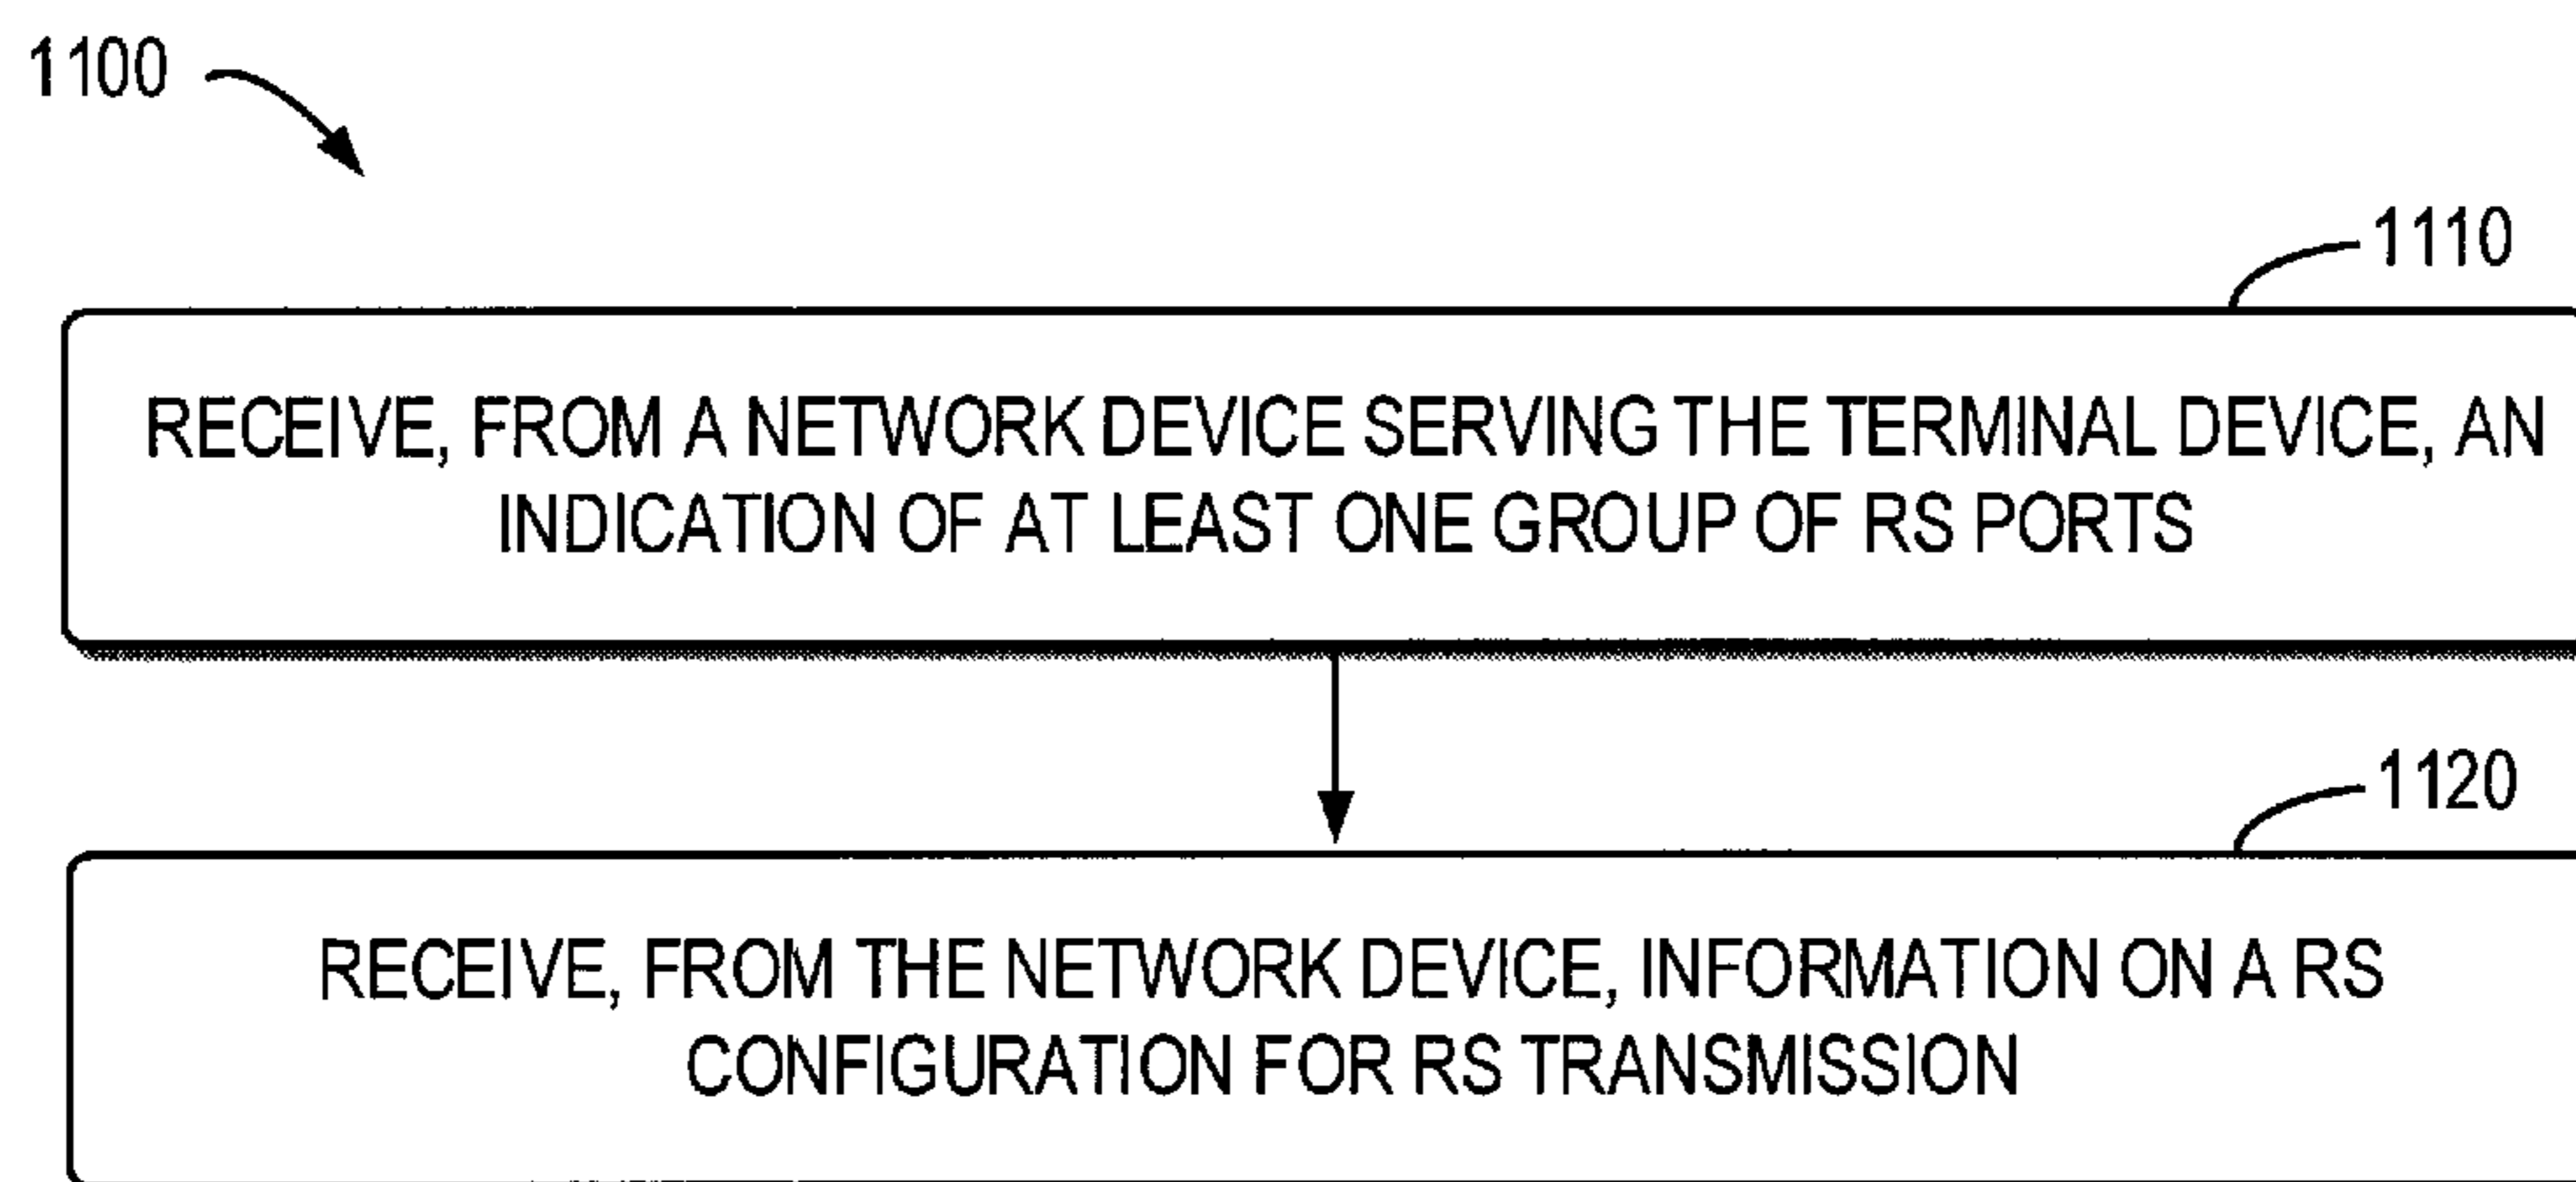 1100
1110
RECEIVE, FROM A NETWORK DEVICE SERVING THE TERMINAL DEVICE, AN
INDICATION OF AT LEAST ONE GROUP OF RS PORTS
1120
RECEIVE, FROM THE NETWORK DEVICE, INFORMATION ON A RS
CONFIGURATION FOR RS TRANSMISSION